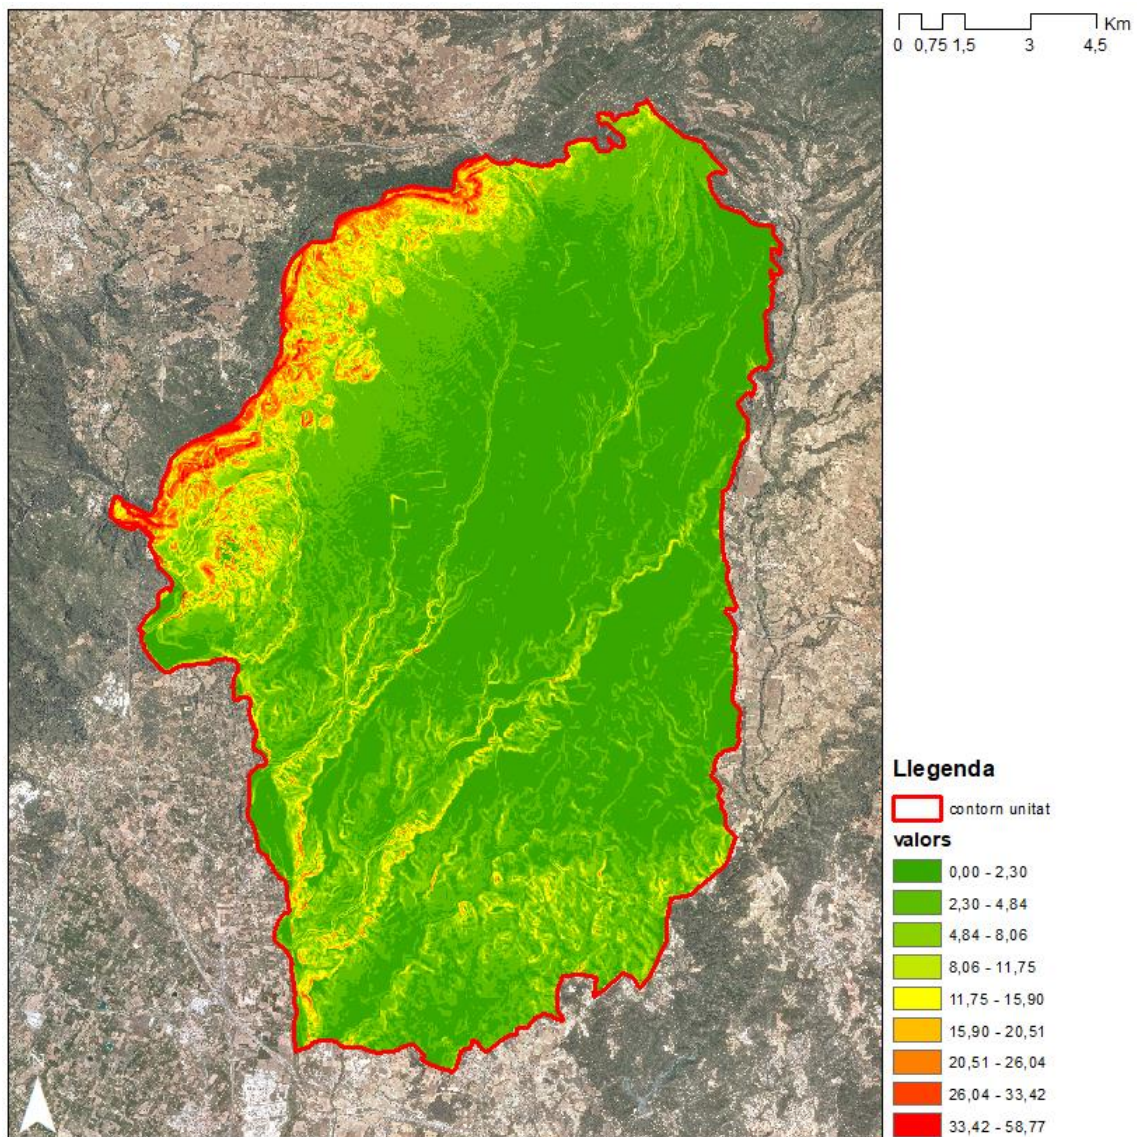 Km
0 0,75 1,5 3 4,5
Llegenda
contorn unitat
valors
0,00 - 2,30
2,30 - 4,84
4,84 - 8,06
8,06 - 11,75
11,75 - 15,90
15,90 - 20,51
20,51 - 26,04
26,04 - 33,42
33,42 - 58,77